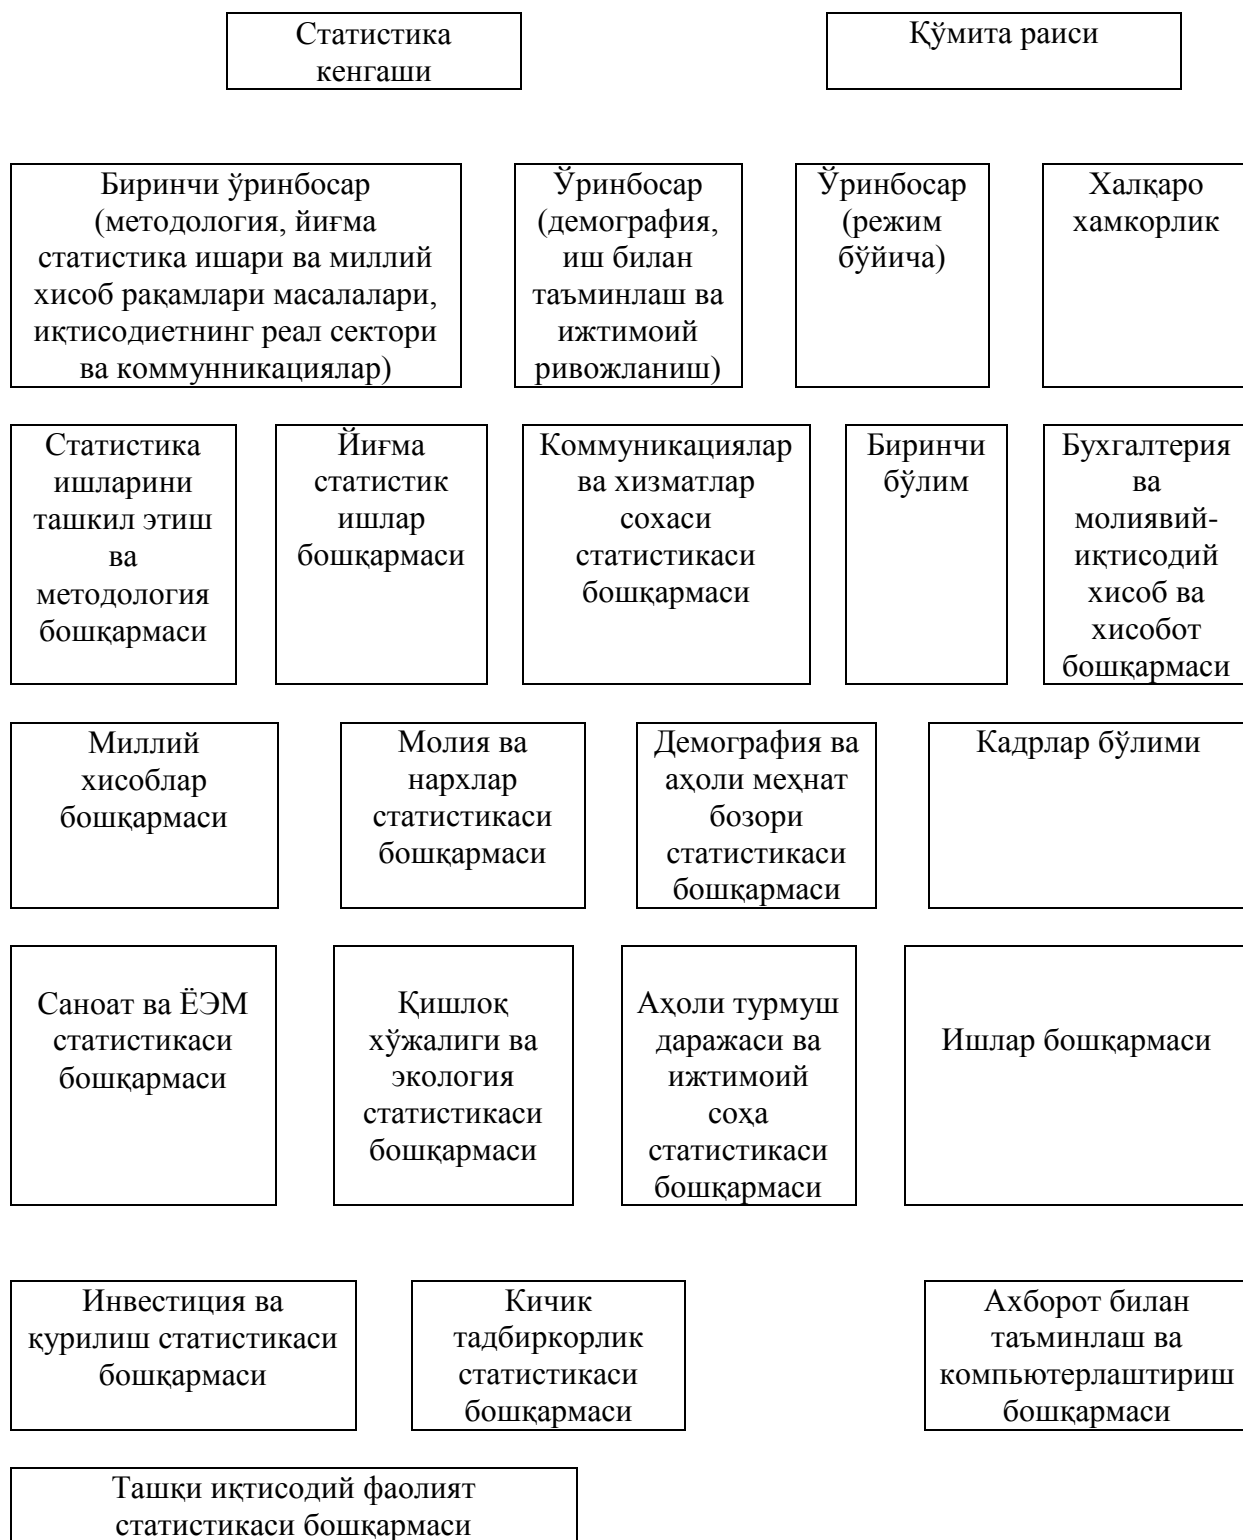 Статистика
кенгаши
Қўмита раиси
Биринчи ўринбосар
(методология, йиғма
статистика ишари ва миллий
хисоб рақамлари масалалари,
иқтисодиетнинг реал сектори
ва коммунникациялар)
Ўринбосар
(демография,
иш билан
таъминлаш ва
ижтимоий
ривожланиш)
Ўринбосар
(режим
бўйича)
Халқаро
хамкорлик
Статистика
ишларини
ташкил этиш
ва
методология
бошқармаси
Йиғма
статистик
ишлар
бошқармаси
Коммуникациялар
ва хизматлар
сохаси
статистикаси
бошқармаси
Биринчи
бўлим
Бухгалтерия
ва
молиявий-
иқтисодий
хисоб ва
хисобот
бошқармаси
Миллий
хисоблар
бошқармаси
Молия ва
нархлар
статистикаси
бошқармаси
Демография ва
аҳоли меҳнат
бозори
статистикаси
бошқармаси
Кадрлар бўлими
Саноат ва ЁЭМ
статистикаси
бошқармаси
Қишлоқ
хўжалиги ва
экология
статистикаси
бошқармаси
Аҳоли турмуш
даражаси ва
ижтимоий
соҳа
статистикаси
бошқармаси
Ишлар бошқармаси
Инвестиция ва
қурилиш статистикаси
бошқармаси
Кичик
тадбиркорлик
статистикаси
бошқармаси
Ахборот билан
таъминлаш ва
компьютерлаштириш
бошқармаси
Ташқи иқтисодий фаолият
статистикаси бошқармаси